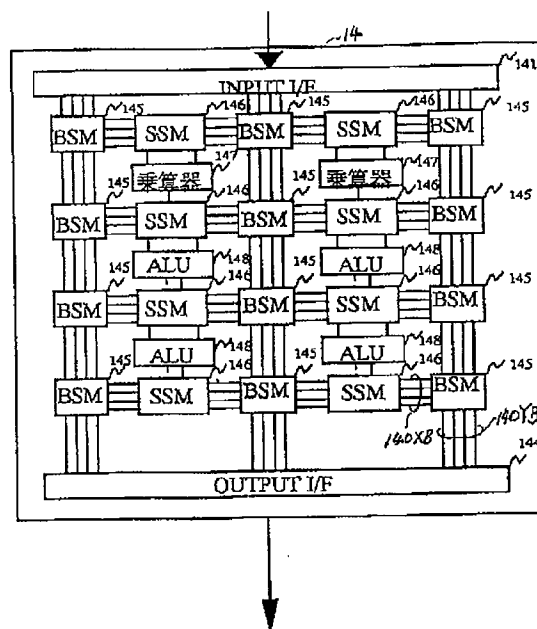 14
141
INPUT I/F
145 146 145 146 145
BSM SSM BSM SSM BSM
147 147
乗算器 乗算器
145 146 145 146 145
BSM SSM BSM SSM BSM
148 148
ALU ALU
145 146 145 146 145
BSM SSM BSM SSM BSM
148 148
ALU ALU
145 146 145 146 145
BSM SSM BSM SSM BSM
140XB 140YB
OUTPUT I/F